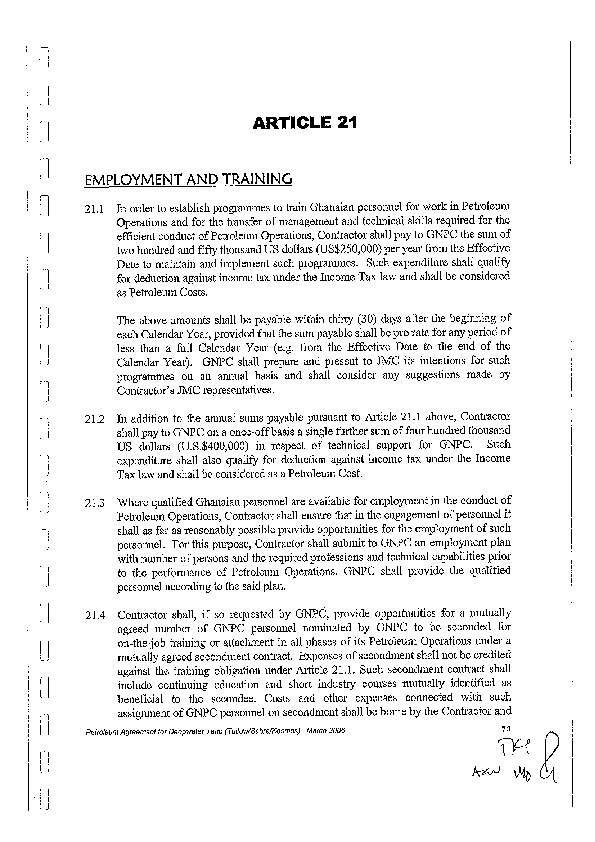 ARTICLE 21
EMPLOYMENT AND TRAINING
21.1 In order to establish programmes to train Ghanaian personnel for work in Petroleum
Operations and for the transfer of management and technical skills required for the
efficient conduct of Petroleum Operations, Contractor shall pay to GNPC the sum of
two hundred and fifty thousand US dollars (US$250,000) per year from the Effective
Date to maintain and implement such programmes. Such expenditure shall qualify
for deduction against income tax under the Income Tax law and shall be considered
as Petroleum Costs.
The above amounts shall be payable within thirty (30) days after the beginning of
each Calendar Year, provided that the sum payable shall be pro rate for any period of
less than a full Calendar Year (e.g. from the Effective Date to the end of the
Calendar Year). GNPC shall prepare and present to JMC its intentions for such
programmes on an annual basis and shall consider any suggestions made by
Contractor's JMC representatives.
21.2 In addition to the annual sums payable pursuant to Article 21.1 above, Contractor
shall pay to GNPC on a once-off basis a single further sum of four hundred thousand
US dollars (U.S.$400,000) in respect of technical support for GNPC. Such
expenditure shall also qualify for deduction against income tax under the Income
Tax law and shall be considered as a Petroleum Cost.
21.3 Where qualified Ghanaian personnel are available for employment in the conduct of
Petroleum Operations, Contractor shall ensure that in the engagement of personnel it
shall as far as reasonably possible provide opportunities for the employment of such
personnel. For this purpose, Contractor shall submit to GNPC an employment plan
with number of persons and the required professions and technical capabilities prior
to the performance of Petroleum Operations. GNPC shall provide the qualified
personnel according to the said plan.
21.4 Contractor shall, if so requested by GNPC, provide opportunities for a mutually
agreed number of GNPC personnel nominated by GNPC to be seconded for
on-the-job training or attachment in all phases of its Petroleum Operations under a
mutually agreed secondment contract. Expenses of secondment shall not be credited
against the training obligation under Article 21.1. Such secondment contract shall
include continuing education and short industry courses mutually identified as
beneficial to the secondee. Costs and other expenses connected with such
assignment of GNPC personnel on secondment shall be borne by the Contractor and
Petroleum Agreement for Deepwater Tano (Tullow/Sabre/Kosmos) March 2006